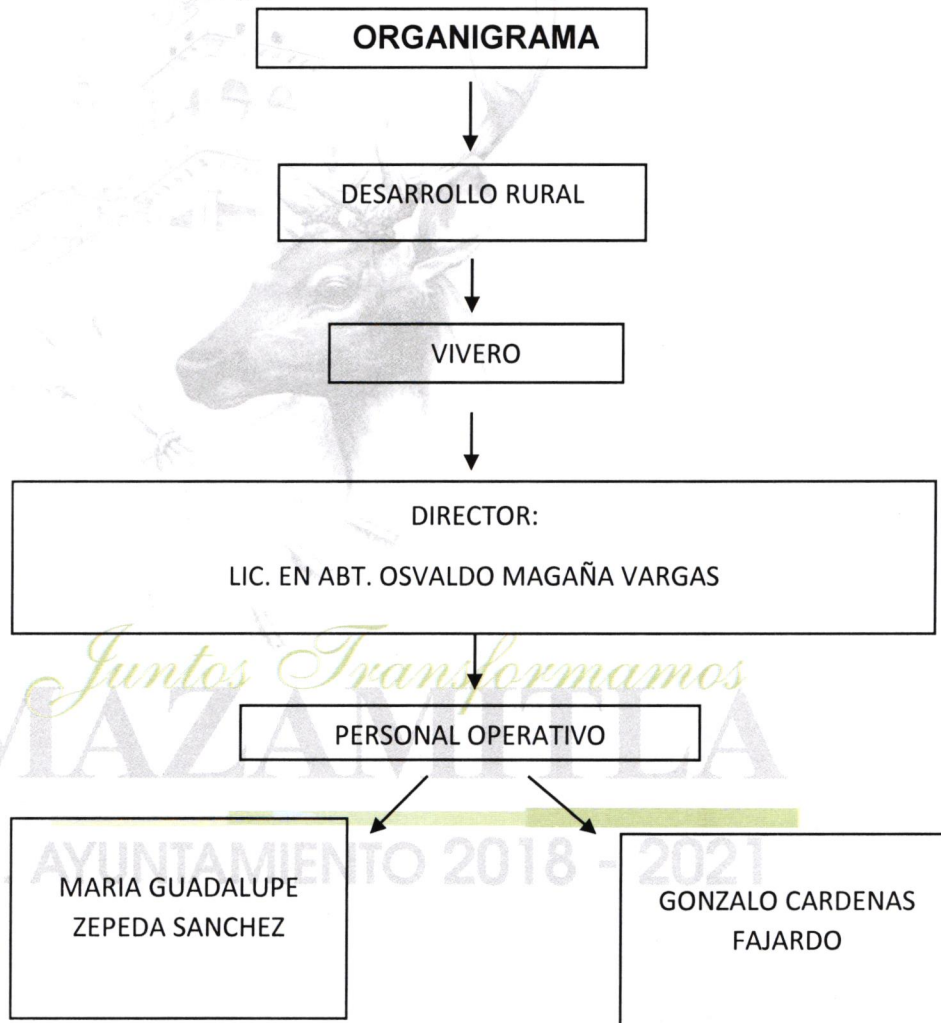 ORGANIGRAMA
DESARROLLO RURAL
VIVERO
DIRECTOR:
LIC. EN ABT. OSVALDO MAGAÑA VARGAS
Juntos Transformamos
MAZAMITLA
PERSONAL OPERATIVO
AYUNTAMIENTO 2018 - 2021
MARIA GUADALUPE
ZEPEDA SANCHEZ
GONZALO CARDENAS
FAJARDO